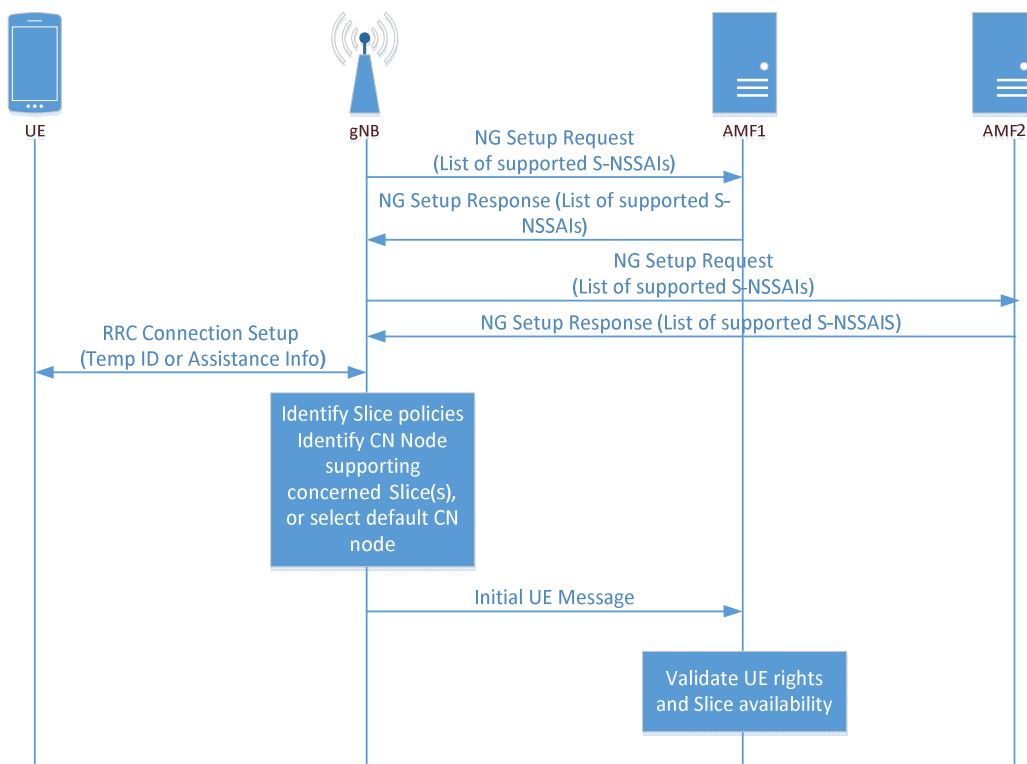 UE
gNB
AMF1
AMF2
NG Setup Request
(List of supported S-NSSAIs)
NG Setup Response (List of supported S-
NSSAIs)
NG Setup Request
(List of supported S-NSSAIs)
NG Setup Response (List of supported S-NSSAIS)
RRC Connection Setup
(Temp ID or Assistance Info)
Identify Slice policies
Identify CN Node
supporting
concerned Slice(s),
or select default CN
node
Initial UE Message
Validate UE rights
and Slice availability